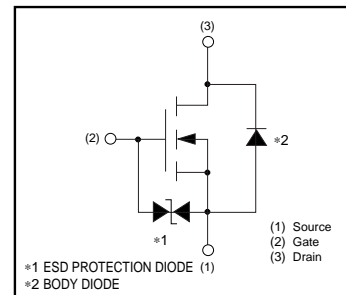 (3)
(2)
∗2
∗1
(1) Source
(2) Gate
(3) Drain
∗1 ESD PROTECTION DIODE (1)
∗2 BODY DIODE